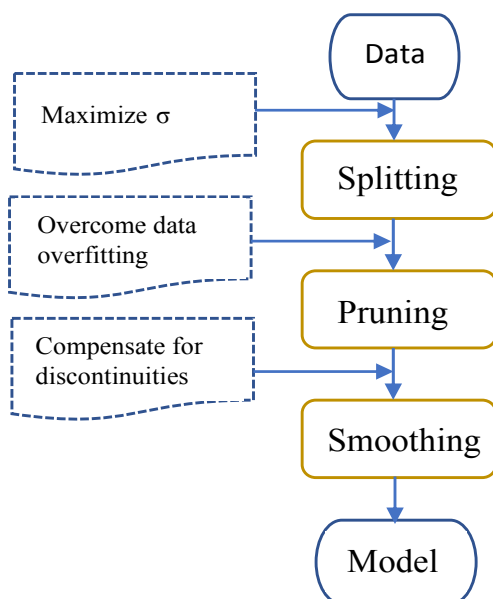 Data
Maximize σ
Splitting
Overcome data
overfitting
Pruning
Compensate for
discontinuities
Smoothing
Model